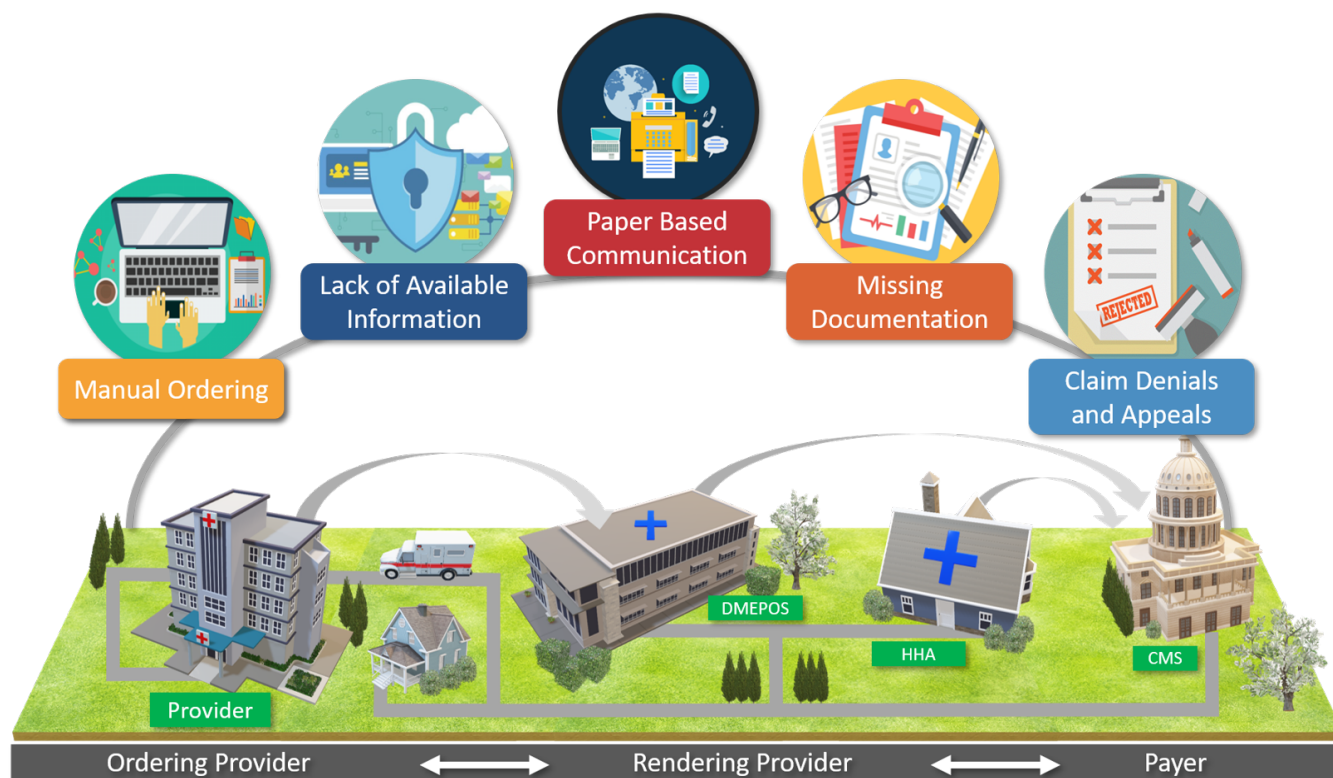 Manual Ordering
Lack of Available
Information
Paper Based
Communication
Missing
Documentation
REJECTED
Claim Denials
and Appeals
Provider
DMEPOS
HHA
CMS
Ordering Provider
Rendering Provider
Payer